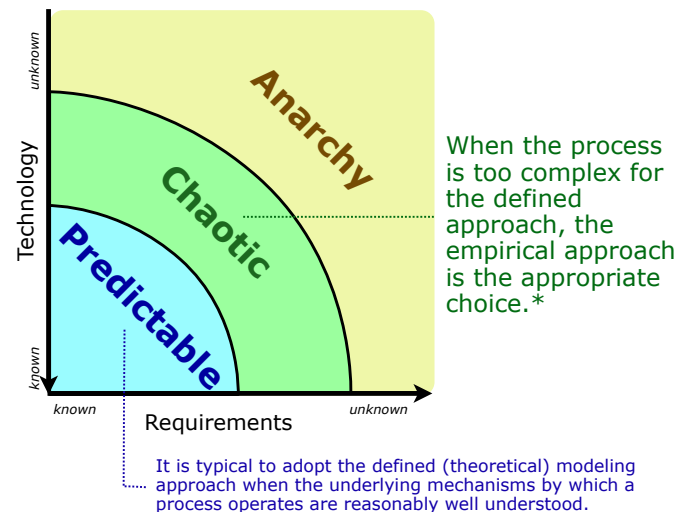 unknown
Technology
known
Anarchy
Chaotic
Predictable
When the process
is too complex for
the defined
approach, the
empirical approach
is the appropriate
choice.*
known
unknown
Requirements
It is typical to adopt the defined (theoretical) modeling
approach when the underlying mechanisms by which a
process operates are reasonably well understood.